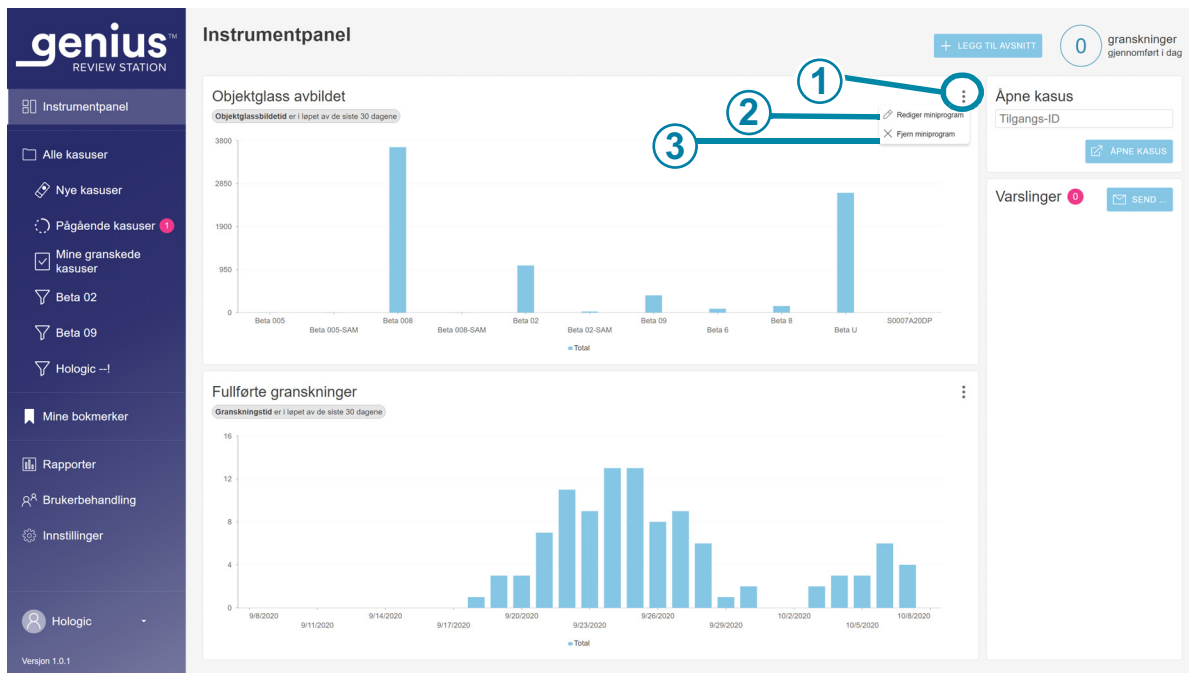 genius™
REVIEW STATION
Instrumentpanel
Alle kasuser
Nye kasuser
Pågående kasuser 1
Mine granskede
kasuser
Beta 02
Beta 09
Hologic --!
Mine bokmerker
Rapporter
Brukerbehandling
Innstillinger
Hologic
Versjon 1.0.1
Instrumentpanel
+ LEGG TIL AVSNITT
0
granskninger
gjennomført i dag
1
2
3
Objektglass avbildet
Objektglassbildetid er i løpet av de siste 30 dagene
Rediger miniprogram
Fjern miniprogram
3800
2850
1900
950
0
Beta 005
Beta 005-SAM
Beta 008
Beta 008-SAM
Beta 02
Beta 02-SAM
Beta 09
Beta 6
Beta 8
Beta U
S0007A20DP
Total
Fullførte granskninger
Granskningstid er i løpet av de siste 30 dagene
16
12
8
4
0
9/8/2020
9/11/2020
9/14/2020
9/17/2020
9/20/2020
9/23/2020
9/26/2020
9/29/2020
10/2/2020
10/5/2020
10/8/2020
Total
Åpne kasus
Tilgangs-ID
ÅPNE KASUS
Varslinger 0
SEND ...